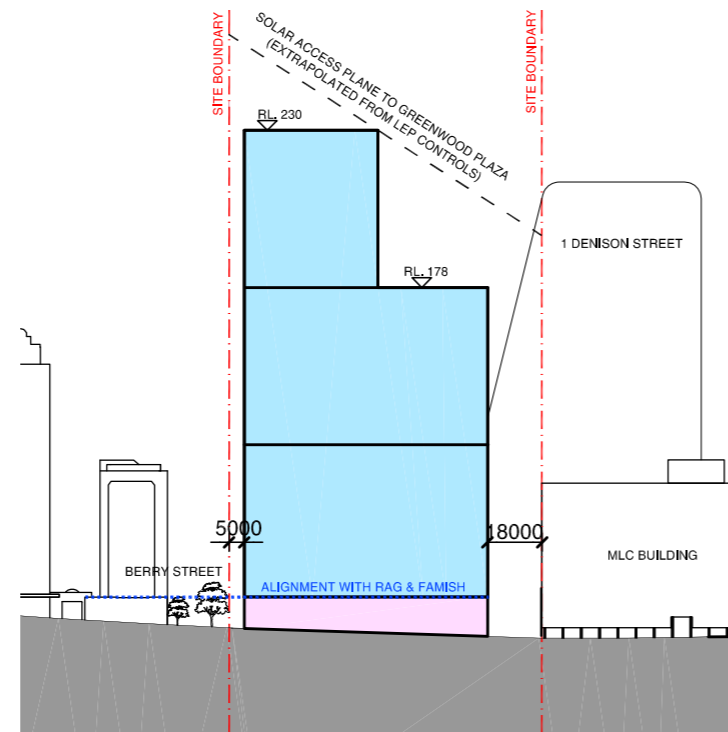 SITE BOUNDARY
SOLAR ACCESS PLANE TO GREENWOOD PLAZA
(EXTRAPOLATED FROM LEP CONTROLS)
SITE BOUNDARY
RL. 230
1 DENISON STREET
RL. 178
5000
18000
MLC BUILDING
BERRY STREET
ALIGNMENT WITH RAG & FAMISH